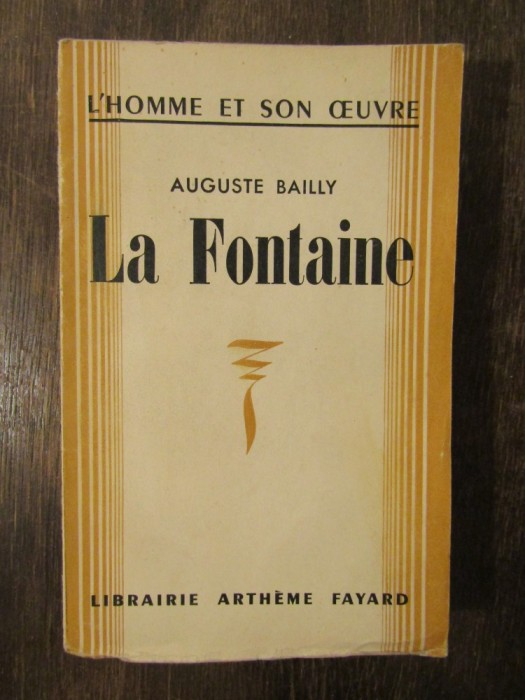 L'HOMME ET SON ŒUVRE
AUGUSTE BAILLY
La Fontaine
LIBRAIRIE ARTHÈME FAYARD